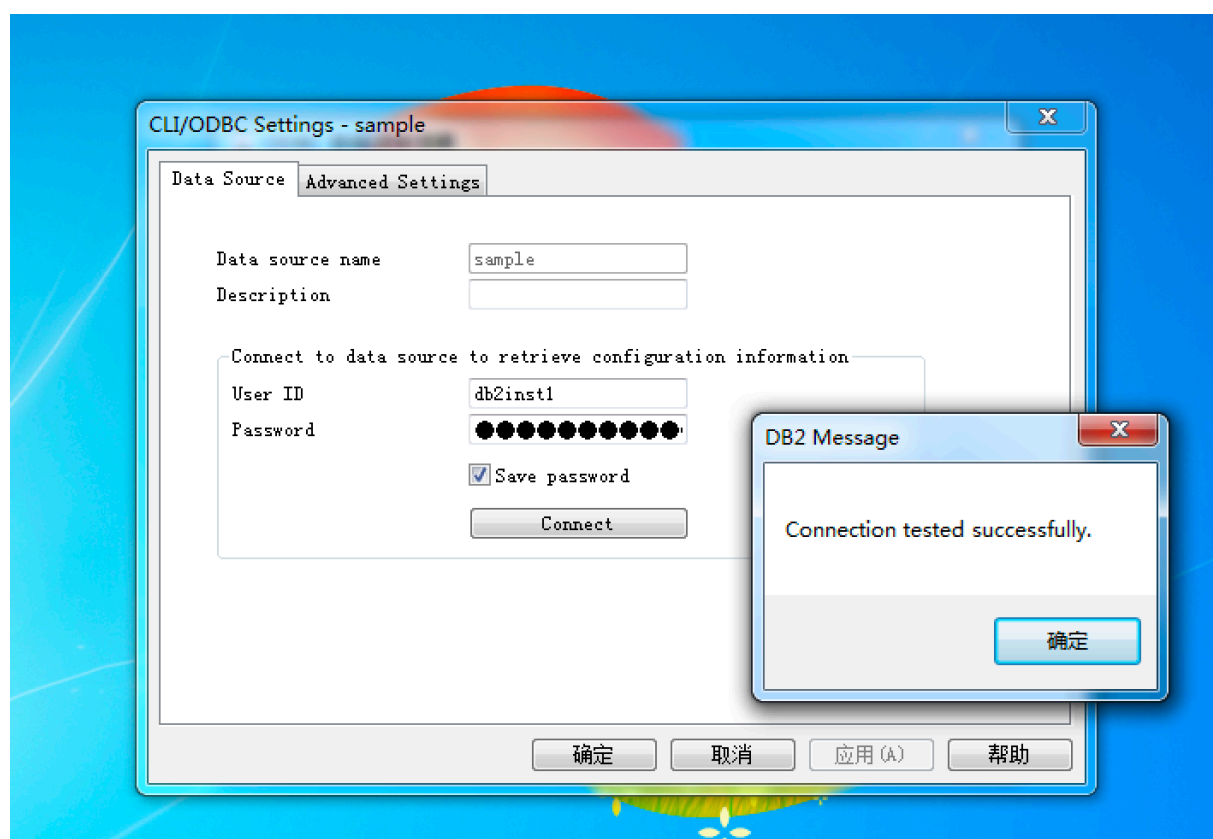 CLI/ODBC Settings - sample
Data Source
Advanced Settings
Data source name
sample
Description
Connect to data source to retrieve configuration information
User ID
db2inst1
Password
Save password
Connect
DB2 Message
Connection tested successfully.
确定
确定
取消
应用(A)
帮助